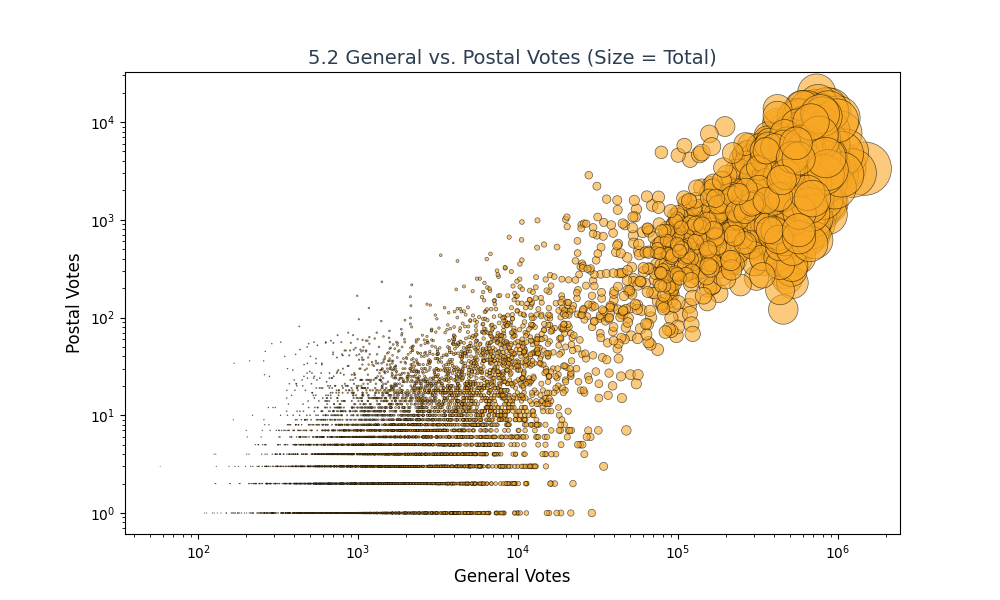 5.2 General vs. Postal Votes (Size = Total)
Postal Votes
10⁴
10³
10²
10¹
10⁰
10² 10³ 10⁴ 10⁵ 10⁶
General Votes